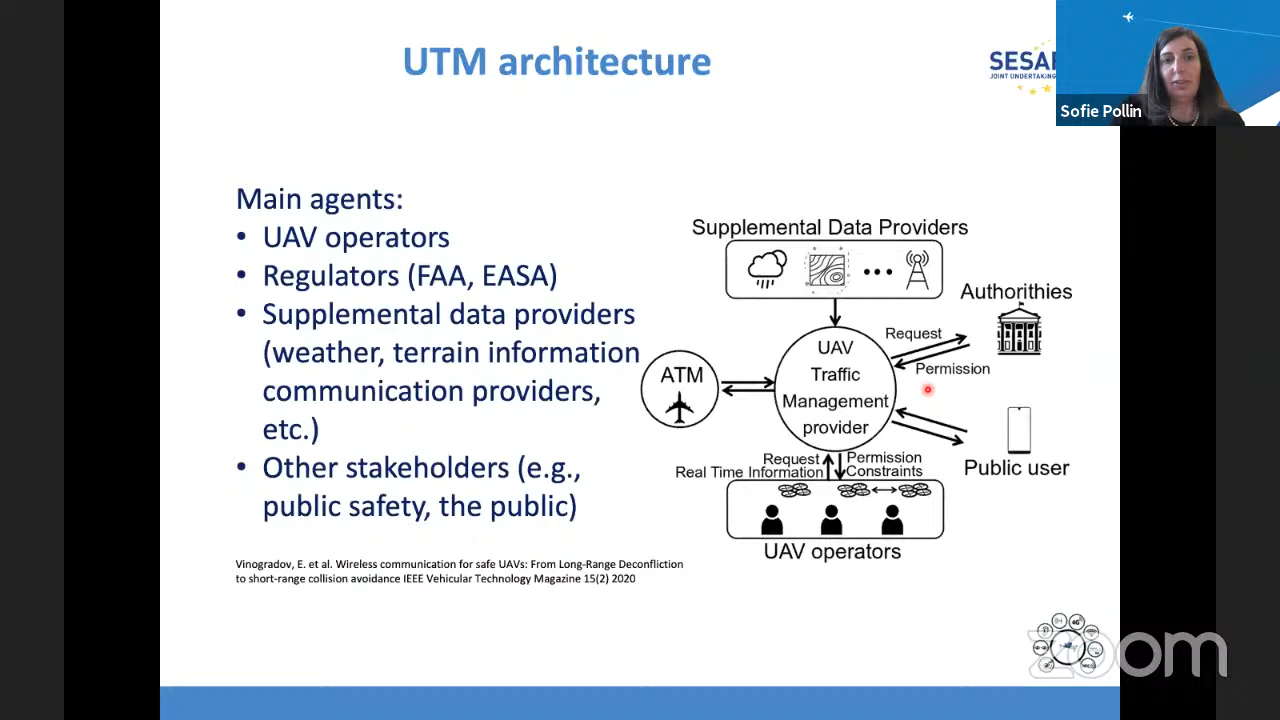 UTM architecture
SESAR
JOINT UNDERTAKING
Sofie Pollin
Main agents:
• UAV operators
• Regulators (FAA, EASA)
• Supplemental data providers
(weather, terrain information
communication providers,
etc.)
• Other stakeholders (e.g.,
public safety, the public)
Supplemental Data Providers
Authorithies
Request
Permission
UAV
Traffic
Management
provider
ATM
Public user
Request
Real Time Information
Permission
Constraints
UAV operators
Vinogradov, E. et al. Wireless communication for safe UAVs: From Long-Range Deconfliction
to short-range collision avoidance IEEE Vehicular Technology Magazine 15(2) 2020
4G
zoom